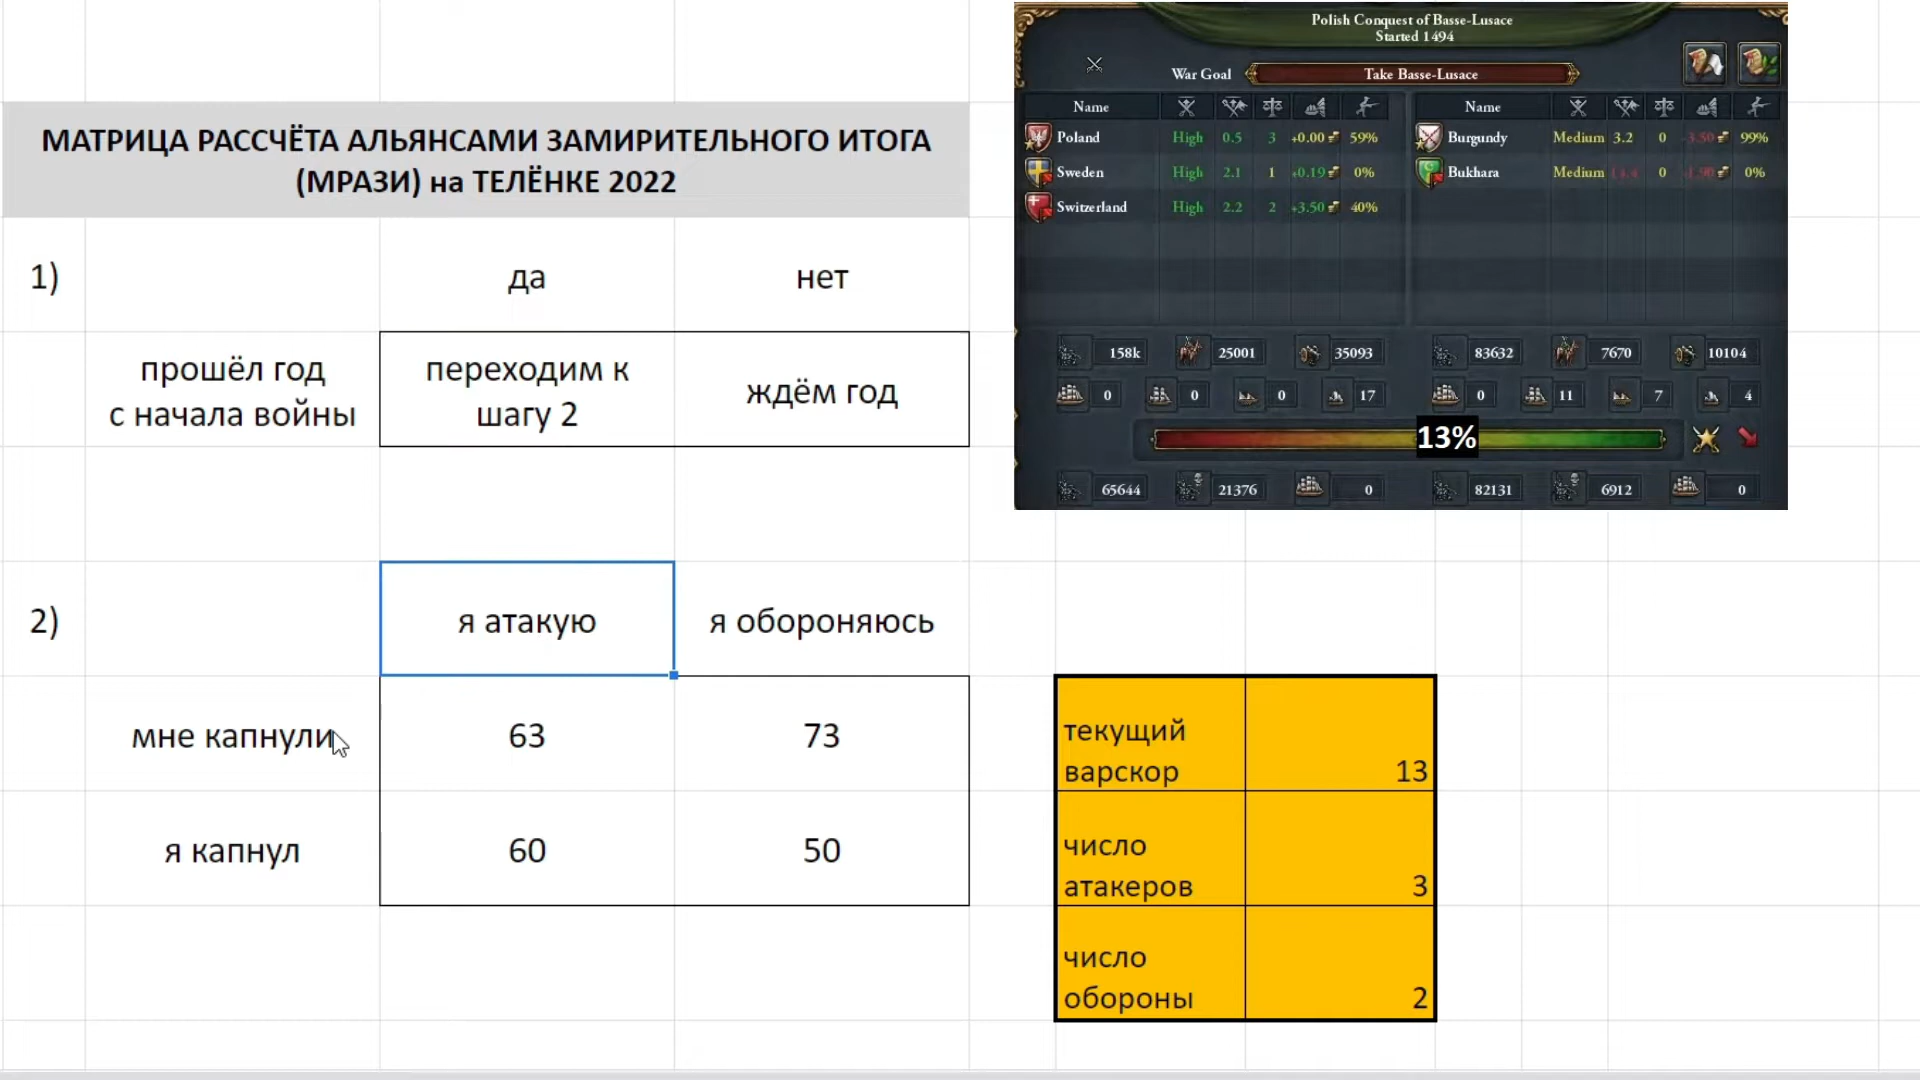 МАТРИЦА РАССЧЁТА АЛЬЯНСАМИ ЗАМИРИТЕЛЬНОГО ИТОГА
(МРАЗИ) на ТЕЛЁНКЕ 2022
1) да нет
прошёл год
с начала войны
переходим к
шагу 2
ждём год
2) я атакую я обороняюсь
мне капнули 63 73
я капнул 60 50
Polish Conquest of Basse-Lusace
Started 1494
War Goal Take Basse-Lusace
Name Name
Poland High 0.5 3 +0.00 59% Burgundy Medium 3.2 0 -3.50 99%
Sweden High 2.1 1 +0.19 0% Bukhara Medium 0 0%
Switzerland High 2.2 2 +3.50 40%
158k 25001 35093 83632 7670 10104
0 0 0 17 0 11 7 4
13%
65644 21376 0 82131 6912 0
текущий
варскор 13
число
атакеров 3
число
обороны 2